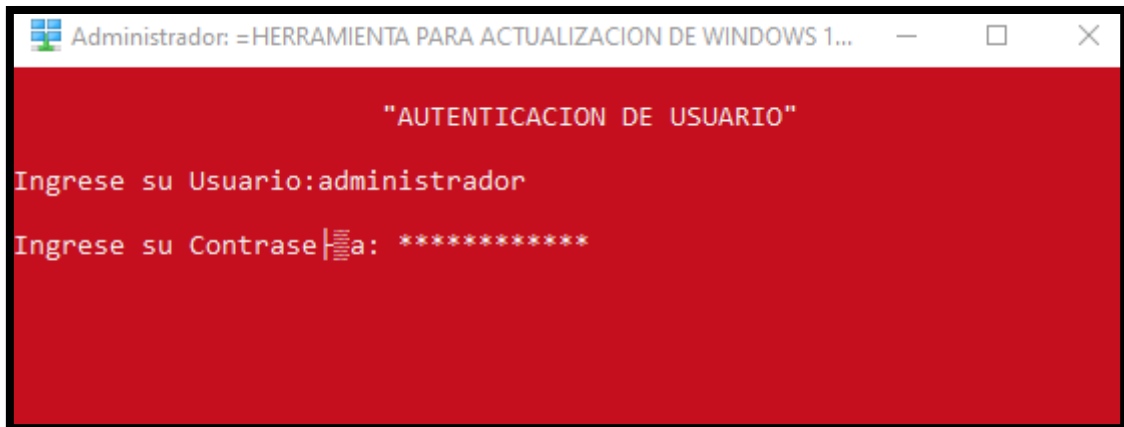 Administrador: =HERRAMIENTA PARA ACTUALIZACION DE WINDOWS 1...
"AUTENTICACION DE USUARIO"
Ingrese su Usuario:administrador
Ingrese su Contrase├▒a: ************